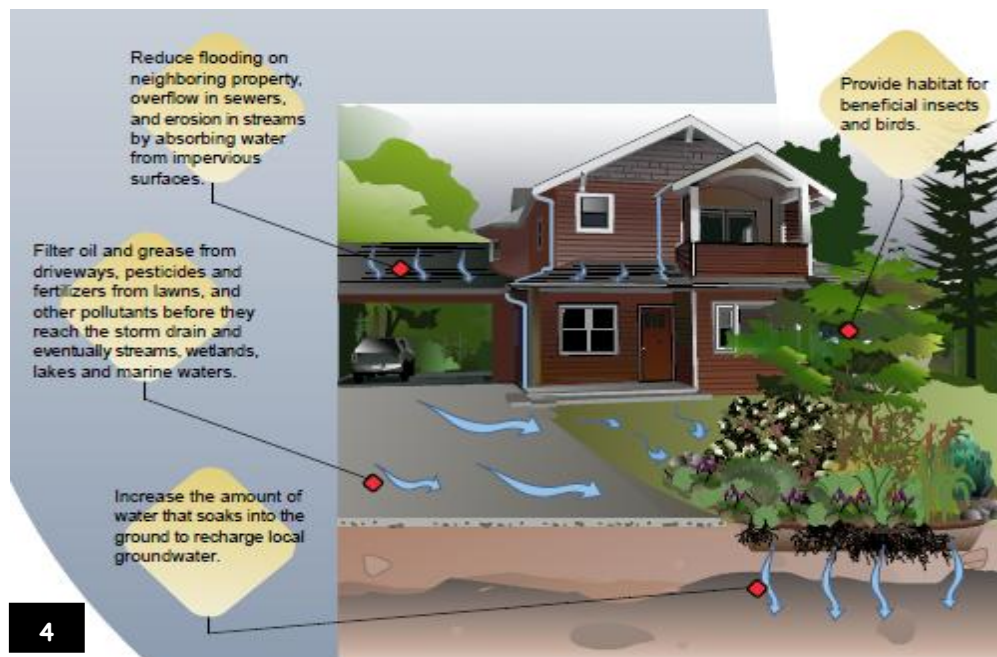 Reduce flooding on
neighboring property,
overflow in sewers,
and erosion in streams
by absorbing water
from impervious
surfaces.
Provide habitat for
beneficial insects
and birds.
Filter oil and grease from
driveways, pesticides and
fertilizers from lawns, and
other pollutants before they
reach the storm drain and
eventually streams, wetlands,
lakes and marine waters.
Increase the amount of
water that soaks into the
ground to recharge local
groundwater.
4